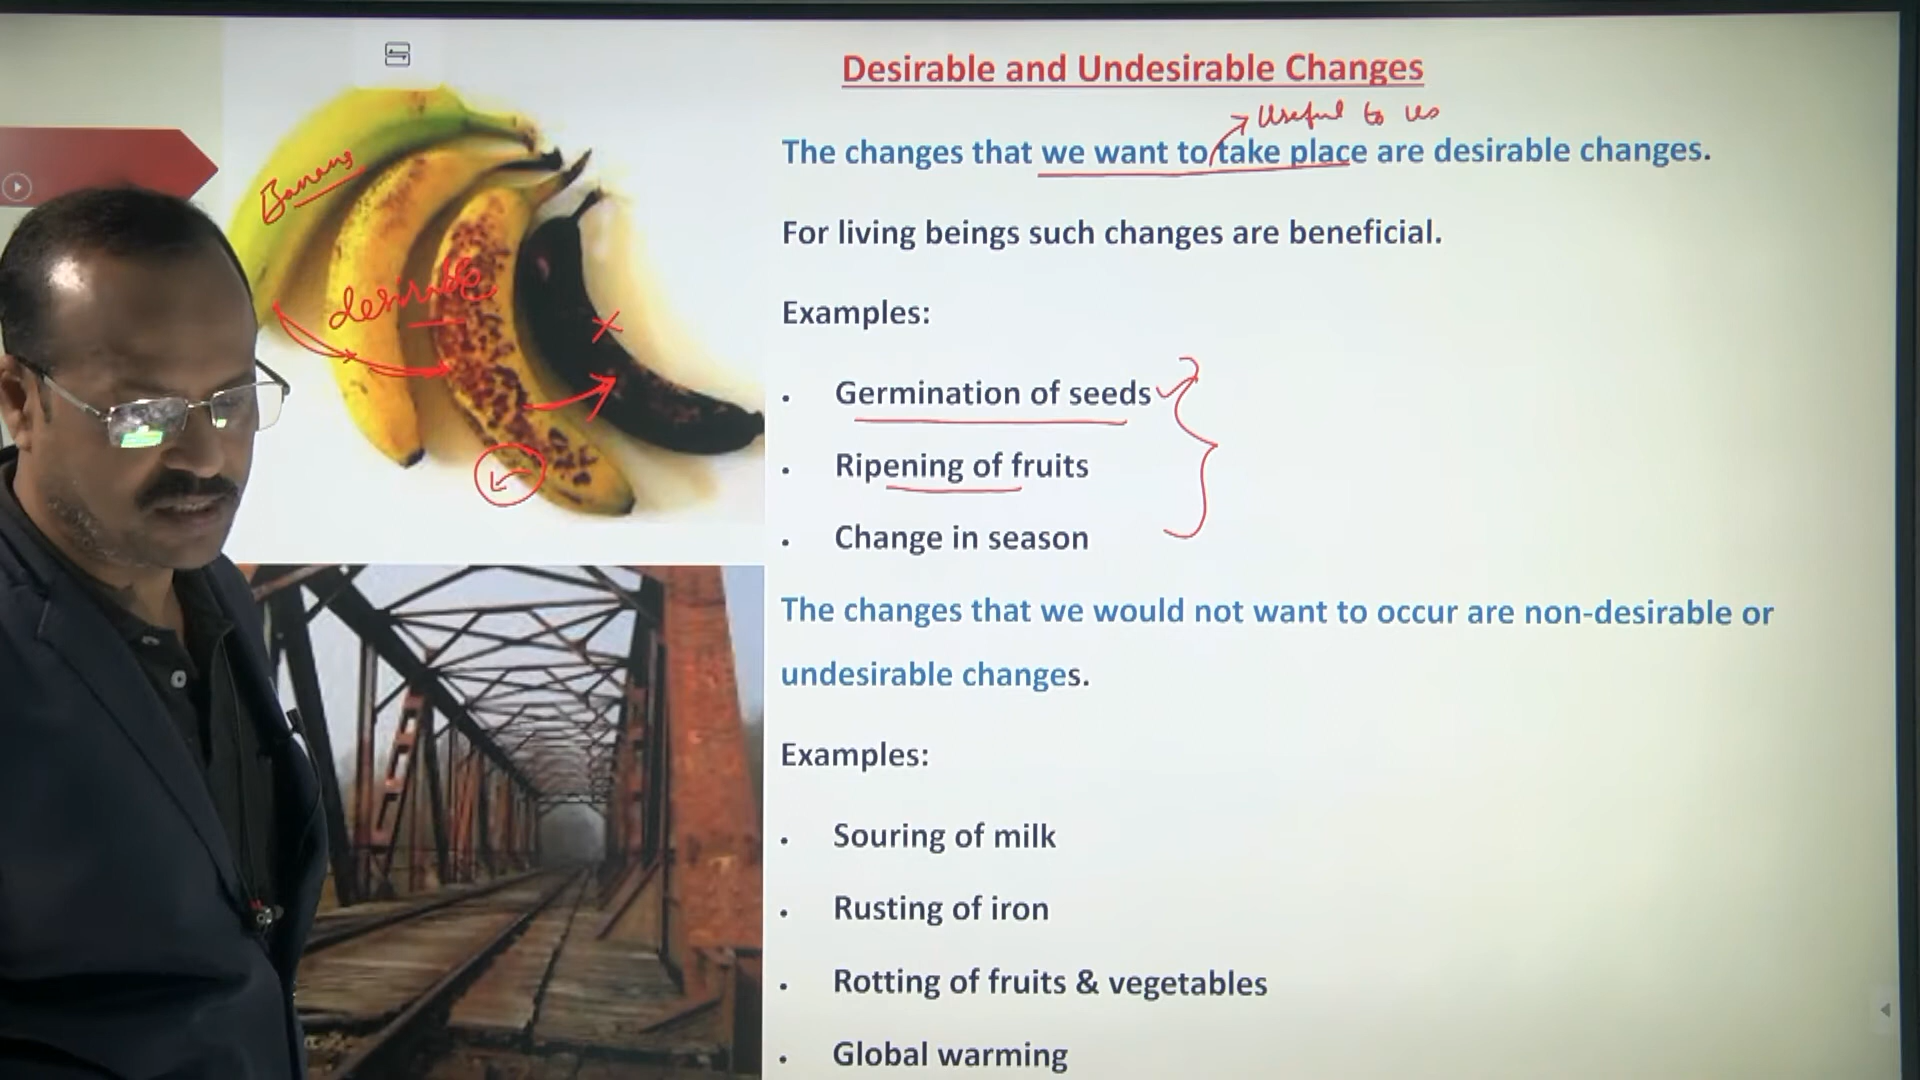 Desirable and Undesirable Changes
Useful to us
The changes that we want to take place are desirable changes.
For living beings such changes are beneficial.
Examples:
• Germination of seeds
• Ripening of fruits
• Change in season
The changes that we would not want to occur are non-desirable or
undesirable changes.
Examples:
• Souring of milk
• Rusting of iron
• Rotting of fruits & vegetables
• Global warming
Banana
desirable